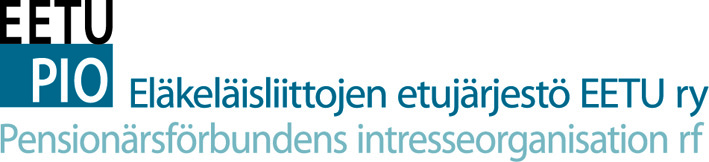 EETU
PIO
Eläkeläisliittojen etujärjestö EETU ry
Pensionärsförbundens intresseorganisation rf